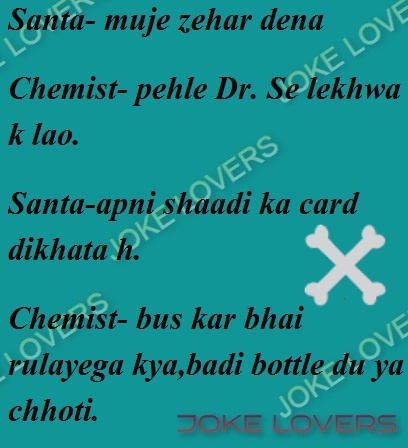 Santa- muje zehar dena
Chemist- pehle Dr. Se lekhwa
k lao.
Santa-apni shaadi ka card
dikhata h.
Chemist- bus kar bhai
rulayega kya,badi bottle du ya
chhoti.
JOKE LOVERS
JOKE LOVERS
JOKE LOVERS
JOKE LOVERS
JOKE LOVERS
JOKE LOVERS